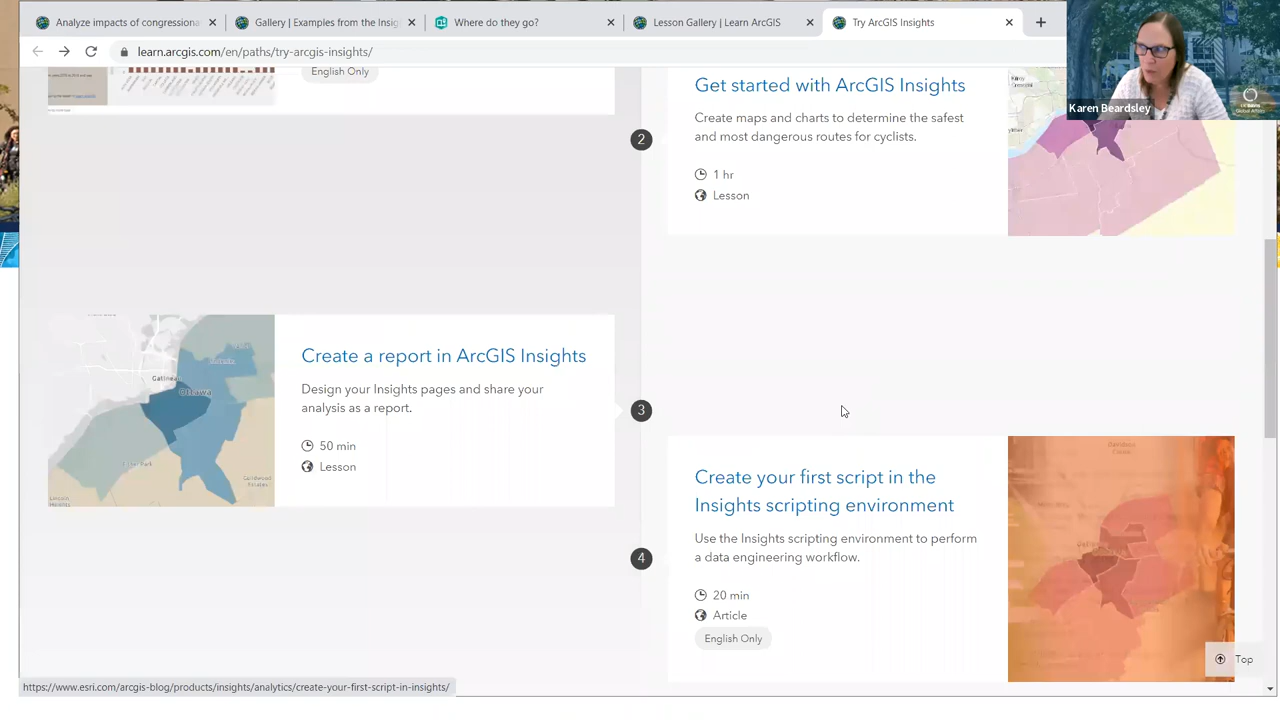 Analyze impacts of congressiona
Gallery | Examples from the Insig
Where do they go?
Lesson Gallery | Learn ArcGIS
Try ArcGIS Insights
learn.arcgis.com/en/paths/try-arcgis-insights/
Karen Beardsley
English Only
Get started with ArcGIS Insights
Create maps and charts to determine the safest
and most dangerous routes for cyclists.
2
1 hr
Lesson
Create a report in ArcGIS Insights
Design your Insights pages and share your
analysis as a report.
3
50 min
Lesson
Gatineau
Ottawa
Create your first script in the
Insights scripting environment
Use the Insights scripting environment to perform
a data engineering workflow.
4
20 min
Article
English Only
Top
https://www.esri.com/arcgis-blog/products/insights/analytics/create-your-first-script-in-insights/